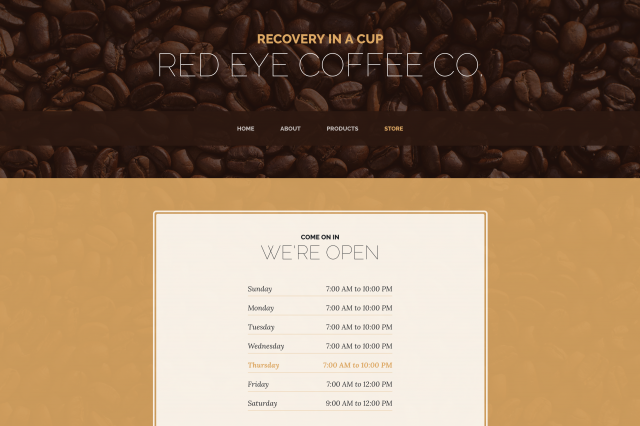 RECOVERY IN A CUP
RED EYE COFFEE CO.
HOME ABOUT PRODUCTS STORE
COME ON IN
WE'RE OPEN
Sunday 7:00 AM to 10:00 PM
Monday 7:00 AM to 10:00 PM
Tuesday 7:00 AM to 10:00 PM
Wednesday 7:00 AM to 10:00 PM
Thursday 7:00 AM to 10:00 PM
Friday 7:00 AM to 12:00 PM
Saturday 9:00 AM to 12:00 PM